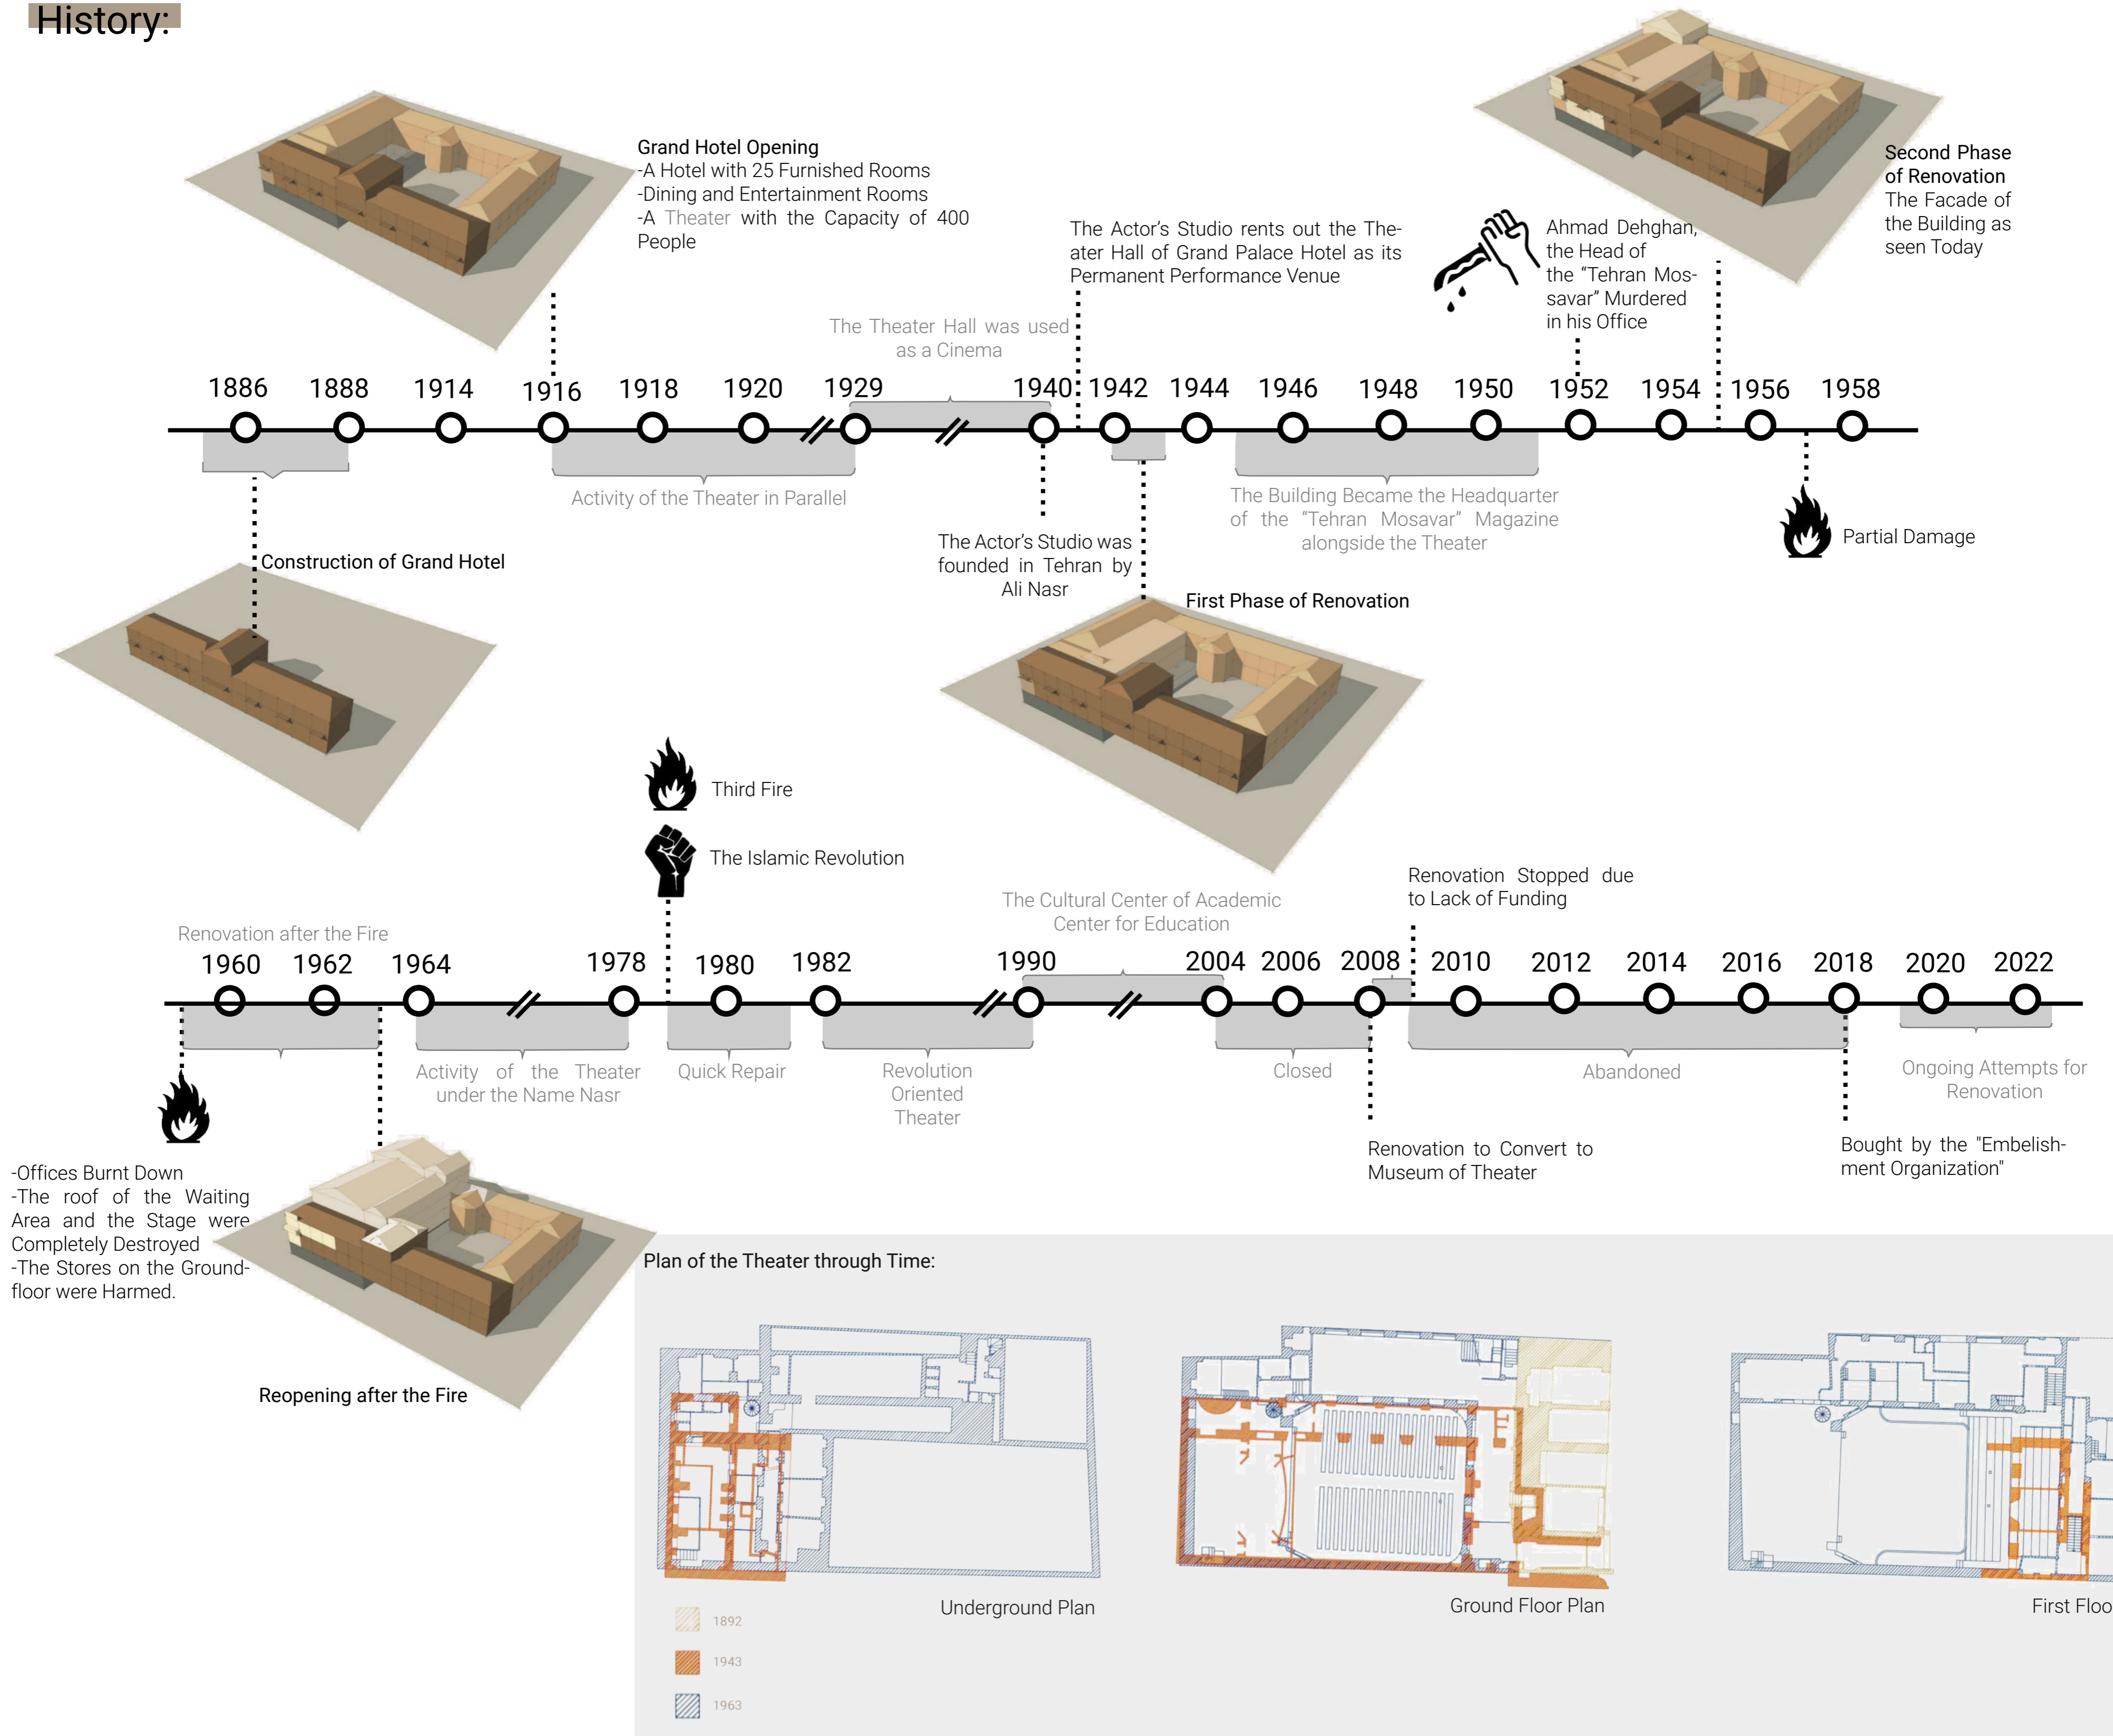 History:
Grand Hotel Opening
-A Hotel with 25 Furnished Rooms
-Dining and Entertainment Rooms
-A Theater with the Capacity of 400
People
The Actor's Studio rents out the The-
ater Hall of Grand Palace Hotel as its
Permanent Performance Venue
Ahmad Dehghan,
the Head of
the "Tehran Mos-
savar" Murdered
in his Office
Second Phase
of Renovation
The Facade of
the Building as
seen Today
The Theater Hall was used
as a Cinema
1886 1888 1914 1916 1918 1920 1929 1940 1942 1944 1946 1948 1950 1952 1954 1956 1958
Activity of the Theater in Parallel
The Building Became the Headquarter
of the "Tehran Mosavar" Magazine
alongside the Theater
Partial Damage
Construction of Grand Hotel
The Actor's Studio was
founded in Tehran by
Ali Nasr
First Phase of Renovation
Third Fire
The Islamic Revolution
Renovation after the Fire
The Cultural Center of Academic
Center for Education
Renovation Stopped due
to Lack of Funding
1960 1962 1964 1978 1980 1982 1990 2004 2006 2008 2010 2012 2014 2016 2018 2020 2022
Activity of the Theater
under the Name Nasr
Quick Repair
Revolution
Oriented
Theater
Closed
Abandoned
Ongoing Attempts for
Renovation
Renovation to Convert to
Museum of Theater
Bought by the "Embelish-
ment Organization"
-Offices Burnt Down
-The roof of the Waiting
Area and the Stage were
Completely Destroyed
-The Stores on the Ground-
floor were Harmed.
Reopening after the Fire
Plan of the Theater through Time:
Underground Plan
Ground Floor Plan
First Floo
1892
1943
1963